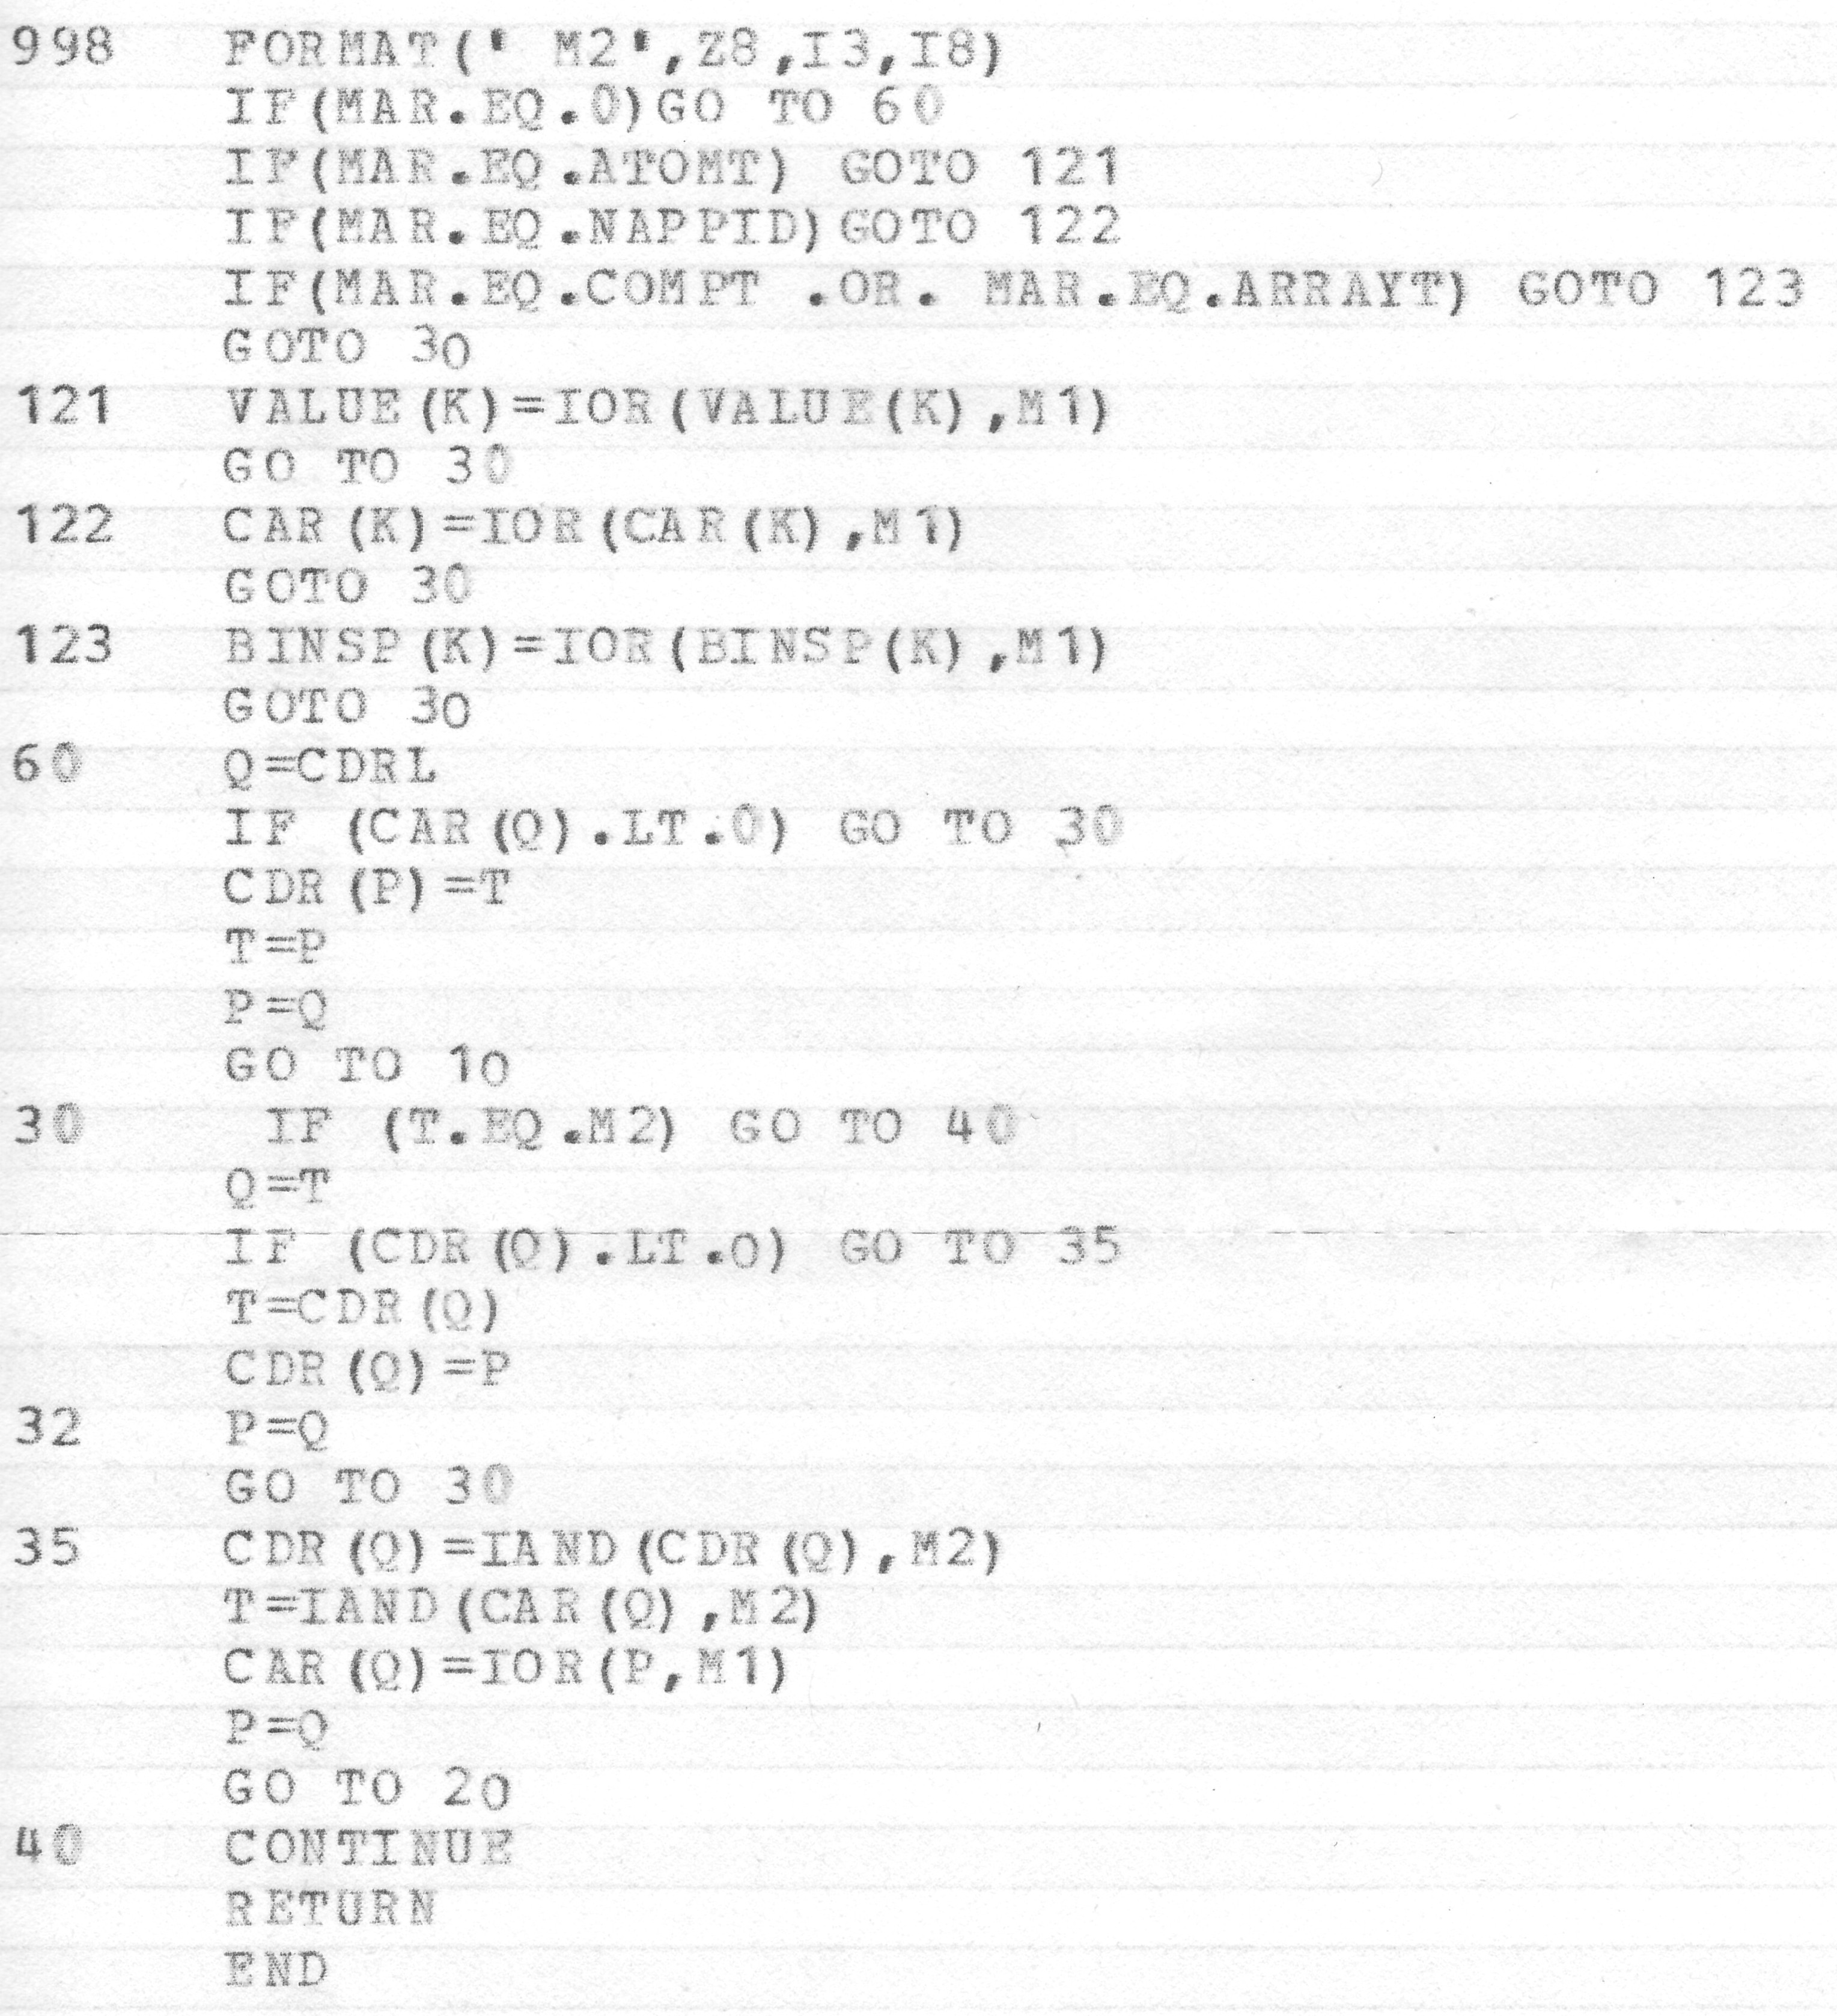 998   FORMAT(' M2',Z8,I3,I8)
      IF(MAR.EQ.0)GO TO 60
      IF(MAR.EQ.ATOMT) GOTO 121
      IF(MAR.EQ.NAPPID)GOTO 122
      IF(MAR.EQ.COMPT .OR. MAR.EQ.ARRAYT) GOTO 123
      GOTO 30
121   VALUE(K)=IOR(VALUE(K),M1)
      GO TO 30
122   CAR(K)=IOR(CAR(K),M1)
      GOTO 30
123   BINSP(K)=IOR(BINSP(K),M1)
      GOTO 30
60    Q=CDRL
      IF (CAR(Q).LT.0) GO TO 30
      CDR(P)=T
      T=P
      P=Q
      GO TO 10
30     IF (T.EQ.M2) GO TO 40
      Q=T
      IF (CDR(Q).LT.0) GO TO 35
      T=CDR(Q)
      CDR(Q)=P
32    P=Q
      GO TO 30
35    CDR(Q)=IAND(CDR(Q),M2)
      T=IAND(CAR(Q),M2)
      CAR(Q)=IOR(P,M1)
      P=Q
      GO TO 20
40    CONTINUE
      RETURN
      END